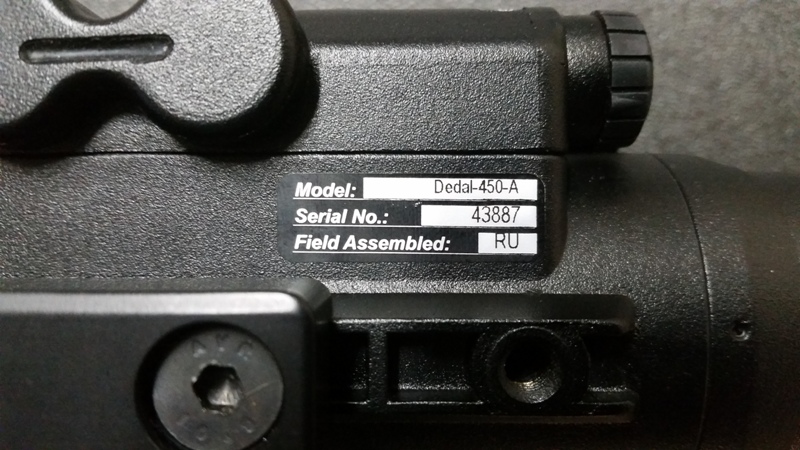 Model: Dedal-450-A
Serial No.: 43887
Field Assembled: RU